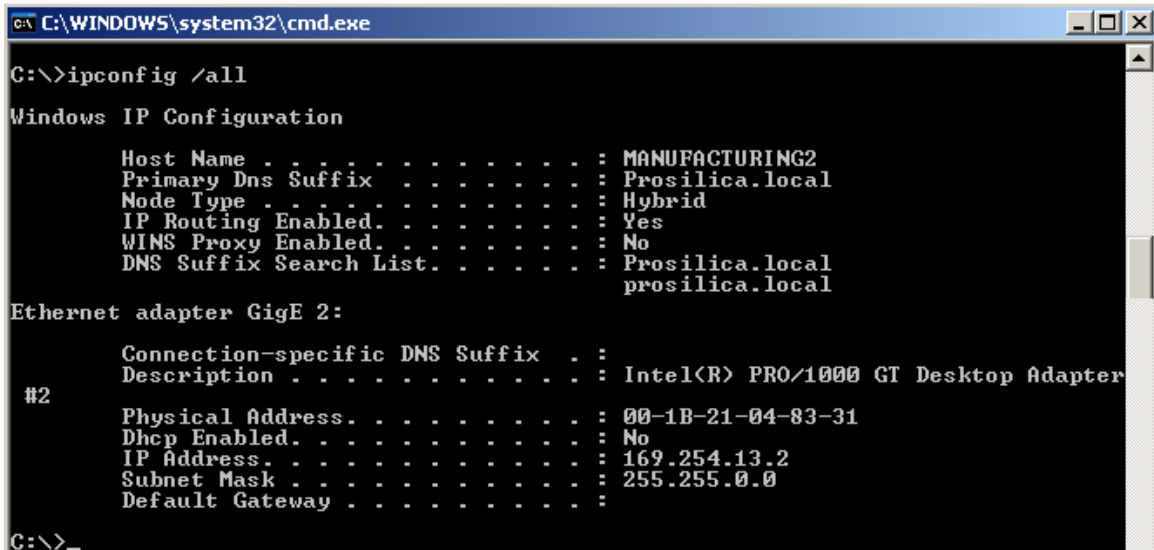 C:\WINDOWS\system32\cmd.exe
C:\>ipconfig /all
Windows IP Configuration
Host Name . . . . . . . . . . . . : MANUFACTURING2
Primary Dns Suffix  . . . . . . . : Prosilica.local
Node Type . . . . . . . . . . . . : Hybrid
IP Routing Enabled. . . . . . . . : Yes
WINS Proxy Enabled. . . . . . . . : No
DNS Suffix Search List. . . . . . : Prosilica.local
prosilica.local
Ethernet adapter GigE 2:
Connection-specific DNS Suffix  . :
Description . . . . . . . . . . . : Intel(R) PRO/1000 GT Desktop Adapter
#2
Physical Address. . . . . . . . . : 00-1B-21-04-83-31
Dhcp Enabled. . . . . . . . . . . : No
IP Address. . . . . . . . . . . . : 169.254.13.2
Subnet Mask . . . . . . . . . . . : 255.255.0.0
Default Gateway . . . . . . . . . :
C:\>_